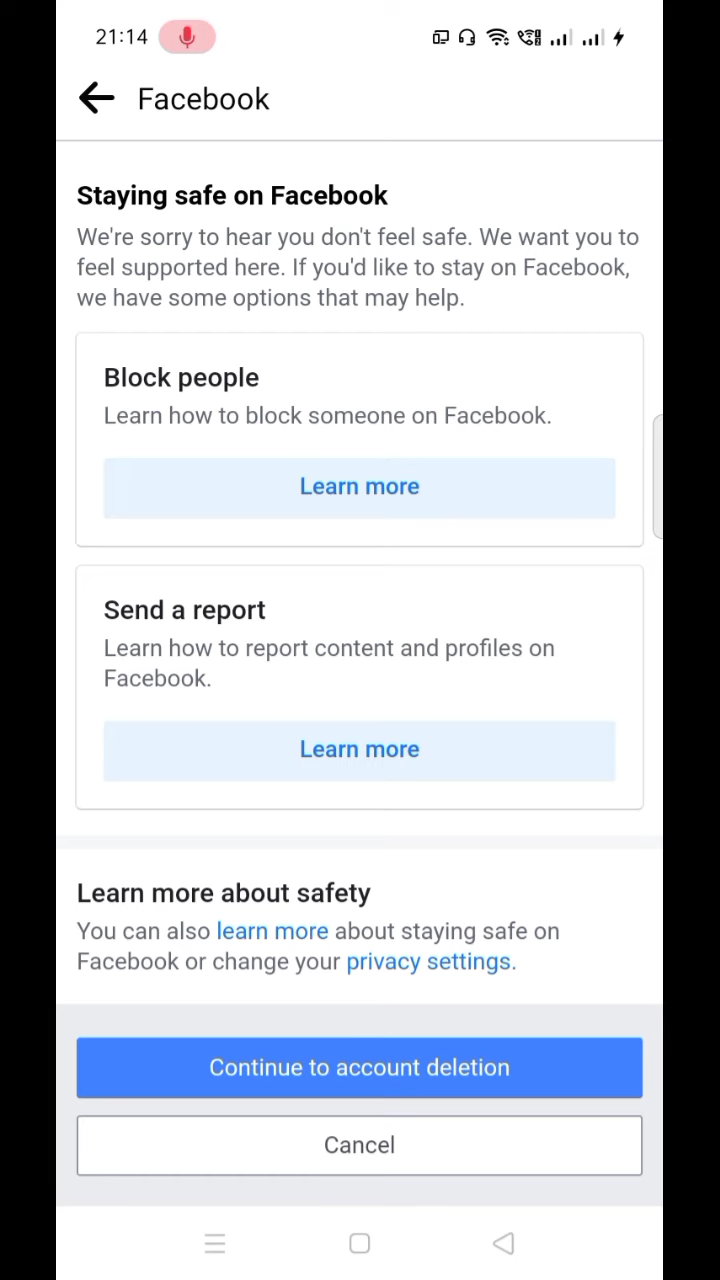 21:14
Facebook
Staying safe on Facebook
We're sorry to hear you don't feel safe. We want you to
feel supported here. If you'd like to stay on Facebook,
we have some options that may help.
Block people
Learn how to block someone on Facebook.
Learn more
Send a report
Learn how to report content and profiles on
Facebook.
Learn more
Learn more about safety
You can also learn more about staying safe on
Facebook or change your privacy settings.
Continue to account deletion
Cancel